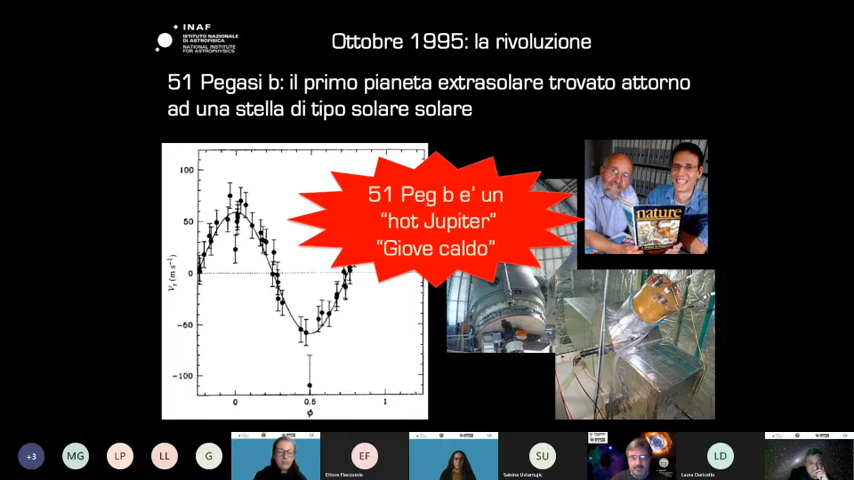 INAF
ISTITUTO NAZIONALE
DI ASTROFISICA
NATIONAL INSTITUTE
FOR ASTROPHYSICS
Ottobre 1995: la rivoluzione
51 Pegasi b: il primo pianeta extrasolare trovato attorno
ad una stella di tipo solare solare
51 Peg b e' un
"hot Jupiter"
"Giove caldo"
nature
100
50
0
−50
−100
Vr (m s⁻¹)
0
0.5
1
ϕ
+3
MG
LP
LL
G
EF
SU
LD
Ettore Flaccomio
Sabina Ustamujic
Laura Daricello